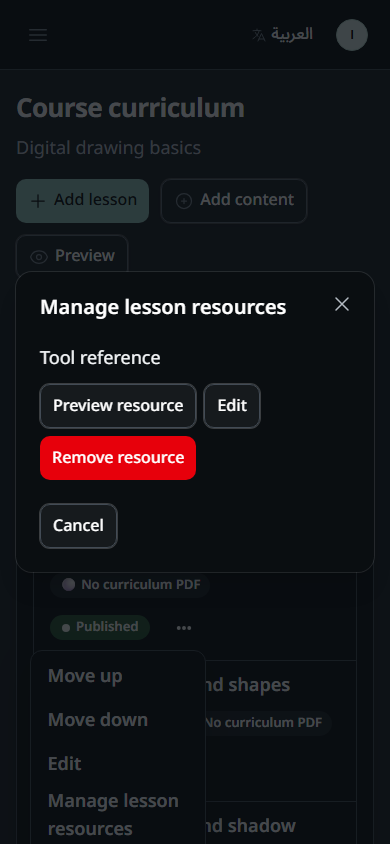 العربية
I
Course curriculum
Digital drawing basics
Add lesson
Add content
Preview
Manage lesson resources
Tool reference
Preview resource
Edit
Remove resource
Cancel
No curriculum PDF
Published
nd shapes
No curriculum PDF
Move up
Move down
Edit
Manage lesson
resources
nd shadow